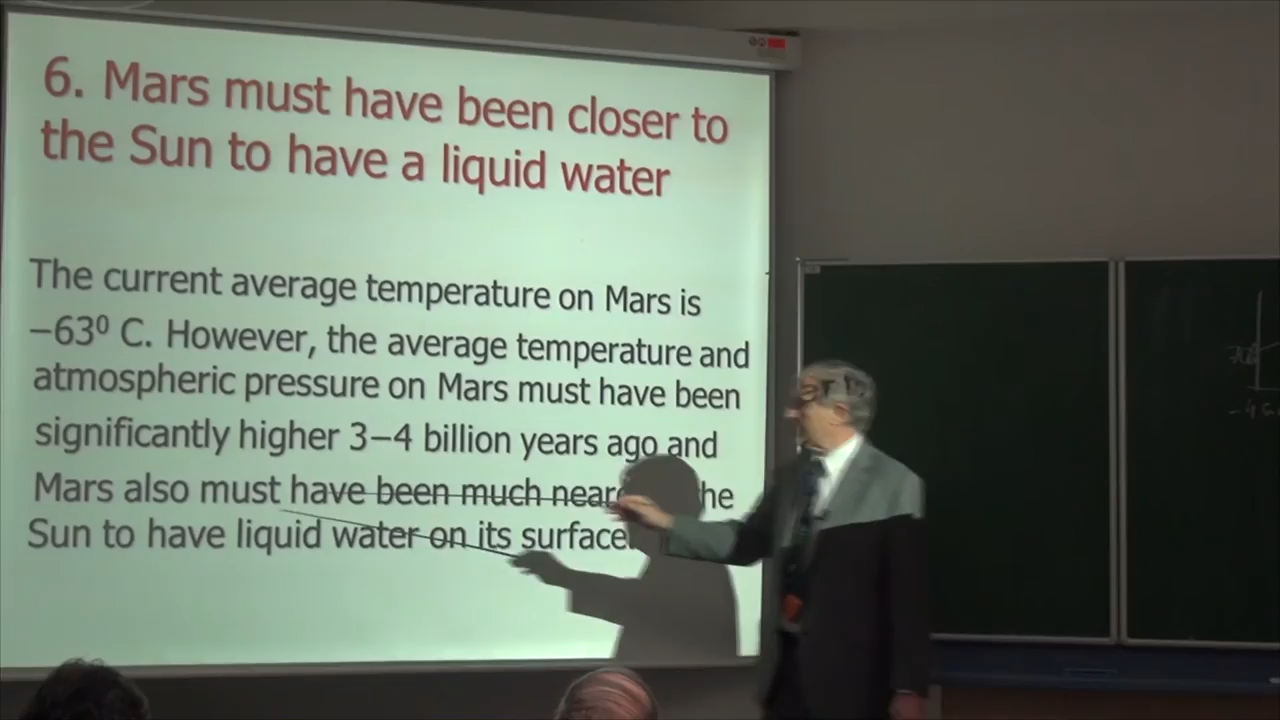 6. Mars must have been closer to
the Sun to have a liquid water
The current average temperature on Mars is
−63⁰ C. However, the average temperature and
atmospheric pressure on Mars must have been
significantly higher 3−4 billion years ago and
Mars also must have been much nearer
Sun to have liquid water on its surface.